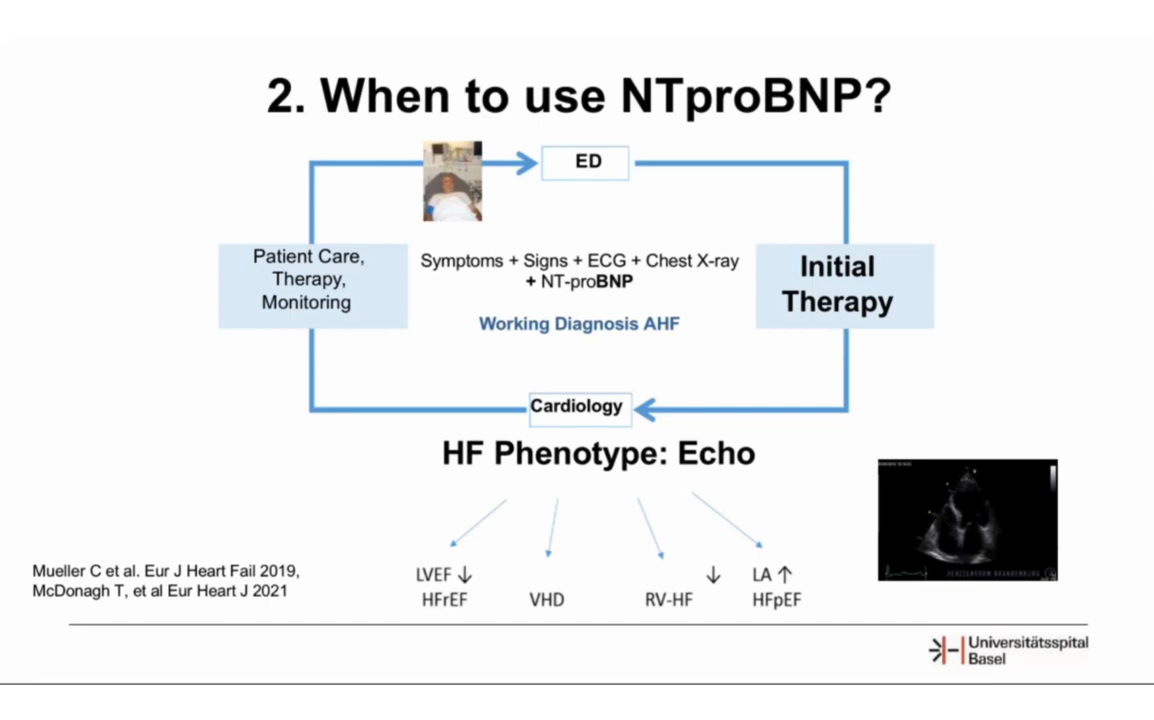 2. When to use NTproBNP?
ED
Patient Care,
Therapy,
Monitoring
Symptoms + Signs + ECG + Chest X-ray
+ NT-proBNP
Working Diagnosis AHF
Initial
Therapy
Cardiology
HF Phenotype: Echo
LVEF ↓
HFrEF
VHD
↓
RV-HF
LA ↑
HFpEF
HERZZENTRUM BRANDENBURG
Mueller C et al. Eur J Heart Fail 2019,
McDonagh T, et al Eur Heart J 2021
Universitätsspital
Basel